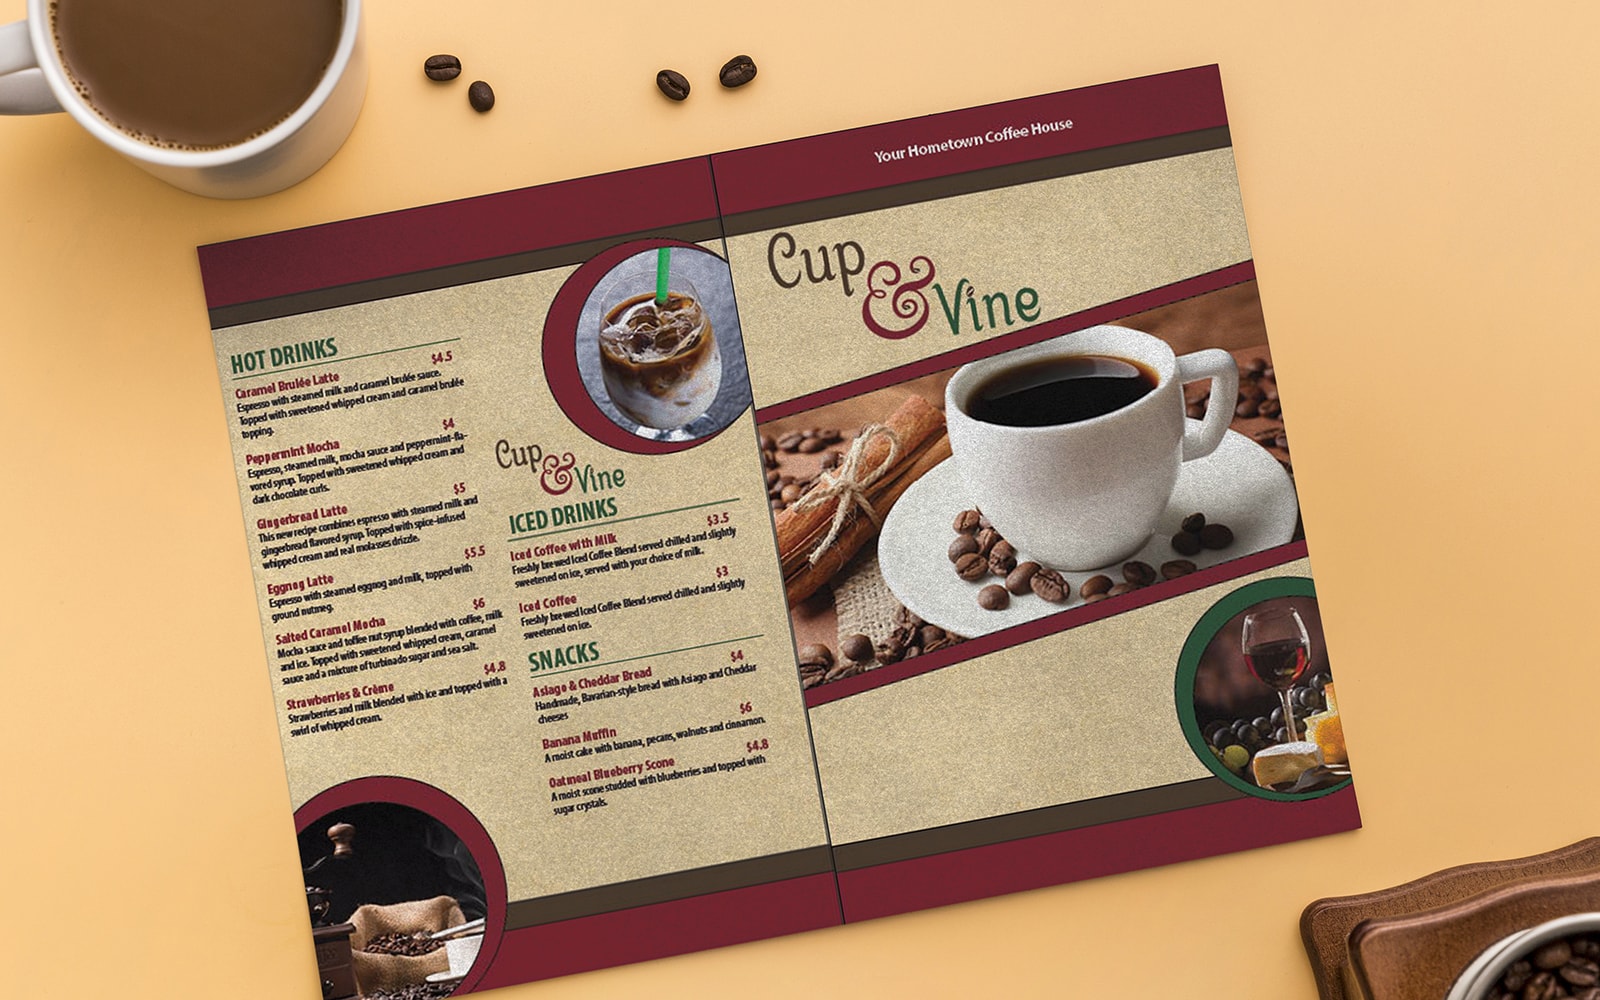 Your Hometown Coffee House
Cup
&
Vine
HOT DRINKS
$4.5
Caramel Brulée Latte
Espresso with steamed milk and caramel brulée sauce.
Topped with sweetened whipped cream and caramel brulée
topping.
$4
Peppermint Mocha
Espresso, steamed milk, mocha sauce and peppermint-fla-
vored syrup. Topped with sweetened whipped cream and
dark chocolate curls.
$5
Gingerbread Latte
This new recipe combines espresso with steamed milk and
gingerbread flavored syrup. Topped with spice-infused
whipped cream and real molasses drizzle.
$5.5
Eggnog Latte
Espresso with steamed eggnog and milk, topped with
ground nutmeg.
$6
Salted Caramel Mocha
Mocha sauce and toffee nut syrup blended with coffee, milk
and ice. Topped with sweetened whipped cream, caramel
sauce and a mixture of turbinado sugar and sea salt.
$4,8
Strawberries & Crème
Strawberries and milk blended with ice and topped with a
swirl of whipped cream.
Cup
&
Vine
ICED DRINKS
$3.5
Iced Coffee with Milk
Freshly brewed Iced Coffee Blend served chilled and slightly
sweetened on ice, served with your choice of milk.
$3
Iced Coffee
Freshly brewed Iced Coffee Blend served chilled and slightly
sweetened on ice.
SNACKS
$4
Asiago & Cheddar Bread
Handmade, Bavarian-style bread with Asiago and Cheddar
cheeses
$6
Banana Muffin
A moist cake with banana, pecans, walnuts and cinnamon.
$4.8
Oatmeal Blueberry Scone
A moist scone studded with blueberries and topped with
sugar crystals.